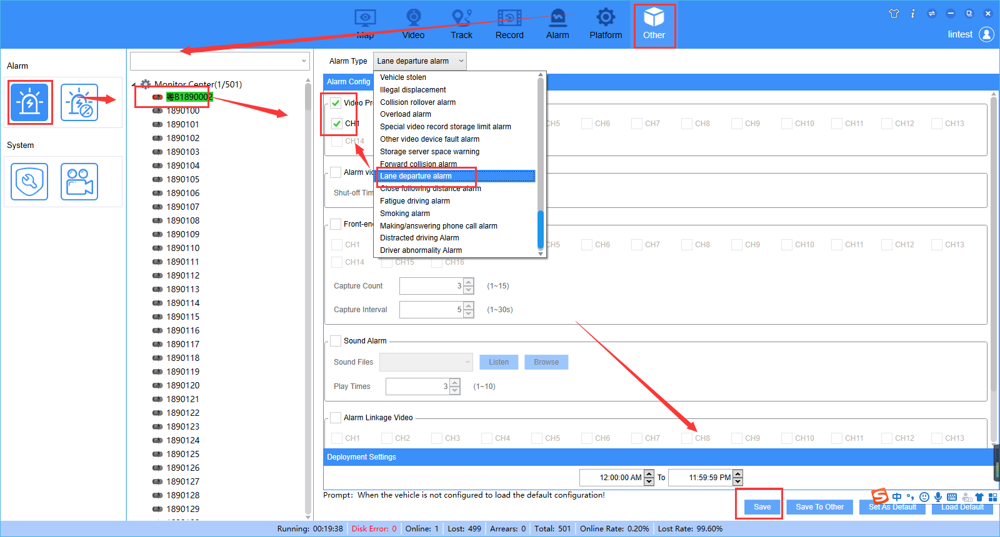 Map
Video
Track
Record
Alarm
Platform
Other
lintest
Alarm
System
Monitor Center(1/501)
粤B1890002
1890100
1890101
1890102
1890103
1890104
1890105
1890106
1890107
1890108
1890109
1890110
1890111
1890112
1890113
1890114
1890115
1890116
1890117
1890118
1890119
1890120
1890121
1890122
1890123
1890124
1890125
1890126
1890127
1890128
1890129
Alarm Type
Lane departure alarm
Alarm Config
Vehicle stolen
Illegal displacement
Collision rollover alarm
Overload alarm
Special video record storage limit alarm
Other video device fault alarm
Storage server space warning
Forward collision alarm
Lane departure alarm
Close following distance alarm
Fatigue driving alarm
Smoking alarm
Making/answering phone call alarm
Distracted driving Alarm
Driver abnormality Alarm
Video Pr
CH1 CH5 CH6 CH7 CH8 CH9 CH10 CH11 CH12 CH13
CH14
Alarm vi
Shut-off Tim
Front-en
CH1 CH5 CH6 CH7 CH8 CH9 CH10 CH11 CH12 CH13
CH14 CH15 CH16
Capture Count 3 (1~15)
Capture Interval 5 (1~30s)
Sound Alarm
Sound Files Listen Browse
Play Times 3 (1~10)
Alarm Linkage Video
CH1 CH2 CH3 CH4 CH5 CH6 CH7 CH8 CH9 CH10 CH11 CH12 CH13
Deployment Settings
12:00:00 AM To 11:59:59 PM
Prompt: When the vehicle is not configured to load the default configuration!
S 中
Save Save To Other Set As Default Load Default
Running: 00:19:38 Disk Error: 0 Online: 1 Lost: 499 Arrears: 0 Total: 501 Online Rate: 0.20% Lost Rate: 99.60%